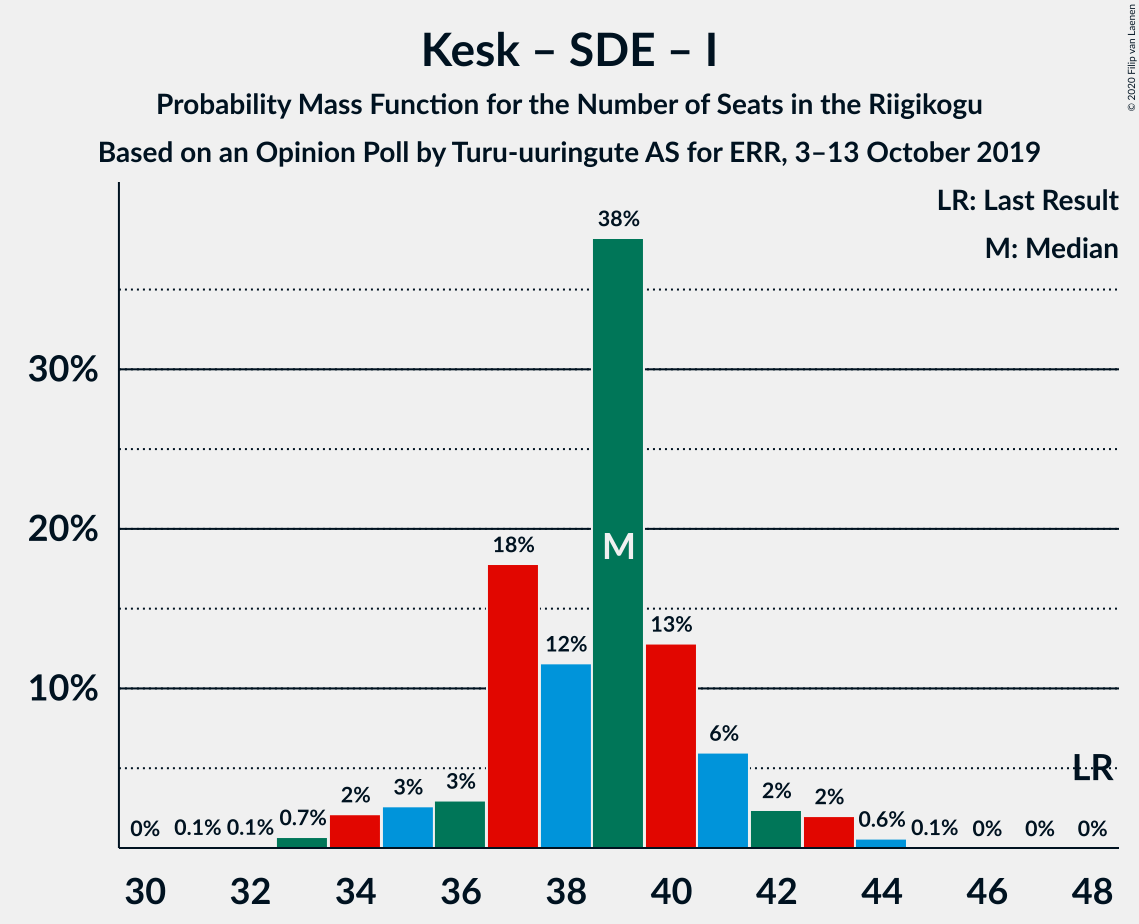 Kesk – SDE – I
Probability Mass Function for the Number of Seats in the Riigikogu
Based on an Opinion Poll by Turu-uuringute AS for ERR, 3–13 October 2019
© 2020 Filip van Laenen
LR: Last Result
M: Median
30%
20%
10%
0%
0.1%
0.1%
0.7%
2%
3%
3%
18%
12%
38%
M
13%
6%
2%
2%
0.6%
0.1%
0%
0%
0%
LR
30 32 34 36 38 40 42 44 46 48